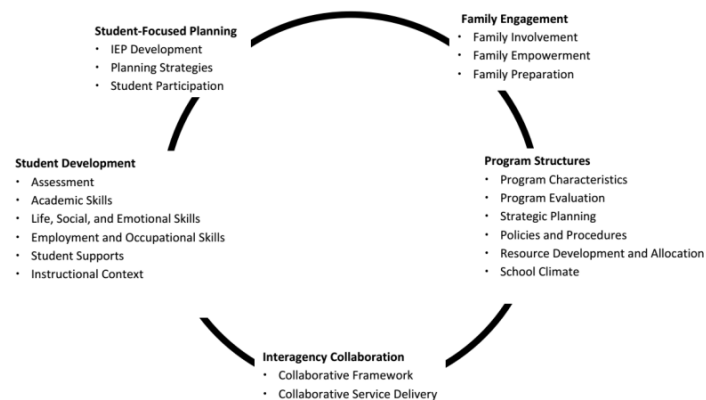 Student-Focused Planning
• IEP Development
• Planning Strategies
• Student Participation
Family Engagement
• Family Involvement
• Family Empowerment
• Family Preparation
Student Development
• Assessment
• Academic Skills
• Life, Social, and Emotional Skills
• Employment and Occupational Skills
• Student Supports
• Instructional Context
Program Structures
• Program Characteristics
• Program Evaluation
• Strategic Planning
• Policies and Procedures
• Resource Development and Allocation
• School Climate
Interagency Collaboration
• Collaborative Framework
• Collaborative Service Delivery